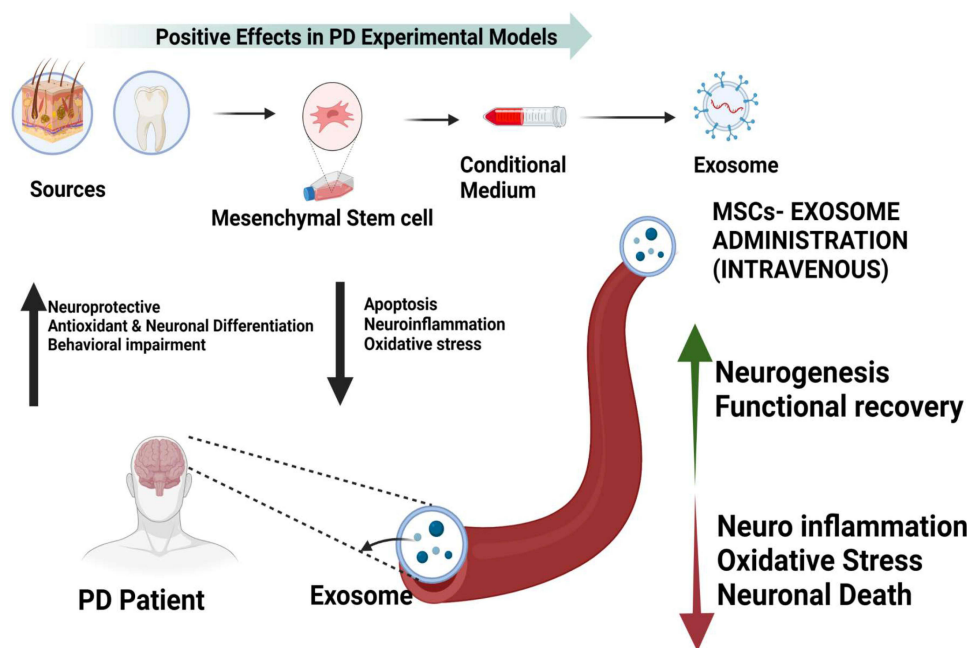 Positive Effects in PD Experimental Models
Sources
Mesenchymal Stem cell
Conditional
Medium
Exosome
MSCs- EXOSOME
ADMINISTRATION
(INTRAVENOUS)
Neuroprotective
Antioxidant & Neuronal Differentiation
Behavioral impairment
Apoptosis
Neuroinflammation
Oxidative stress
Neurogenesis
Functional recovery
Neuro inflammation
Oxidative Stress
Neuronal Death
PD Patient
Exosome